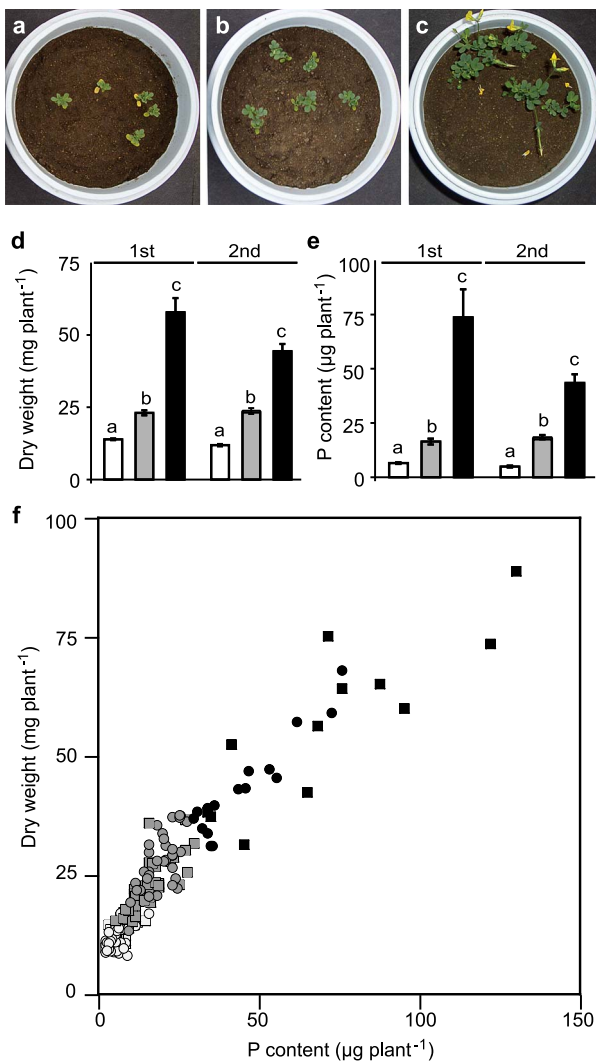 a b c
d e
1st 2nd 1st 2nd
Dry weight (mg plant⁻¹)
75
50
25
0
a b c a b c
P content (µg plant⁻¹)
100
75
50
25
0
a b c a b c
f
Dry weight (mg plant⁻¹)
100
75
50
25
0
0 50 100 150
P content (µg plant⁻¹)